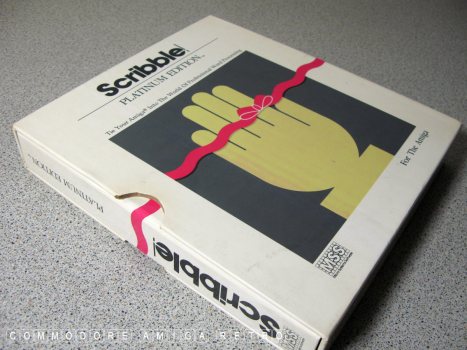 Scribble!
PLATINUM EDITION
Tie Your Amiga® Into The World Of Professional Word Processing
For The Amiga
MSS
PLATINUM EDITION
Scribble!
COMMODORE AMIGA RETRO